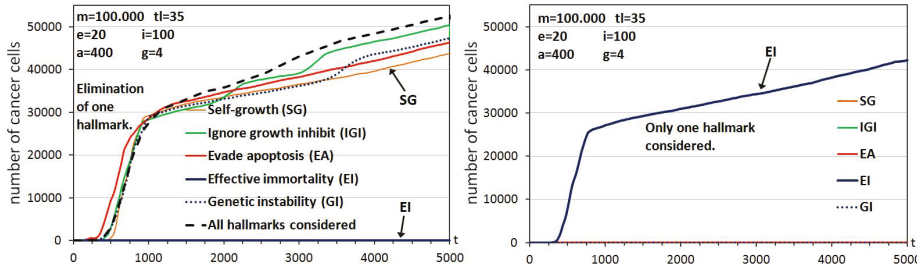 number of cancer cells
50000
40000
30000
20000
10000
0
m=100.000 tl=35
e=20 i=100
a=400 g=4
Elimination
of one
hallmark.
SG
Self-growth (SG)
Ignore growth inhibit (IGI)
Evade apoptosis (EA)
Effective immortality (EI)
Genetic instability (GI)
All hallmarks considered
EI
t
0 1000 2000 3000 4000 5000
number of cancer cells
50000
40000
30000
20000
10000
0
m=100.000 tl=35
e=20 i=100
a=400 g=4
EI
Only one hallmark
considered.
SG
IGI
EA
EI
GI
t
0 1000 2000 3000 4000 5000